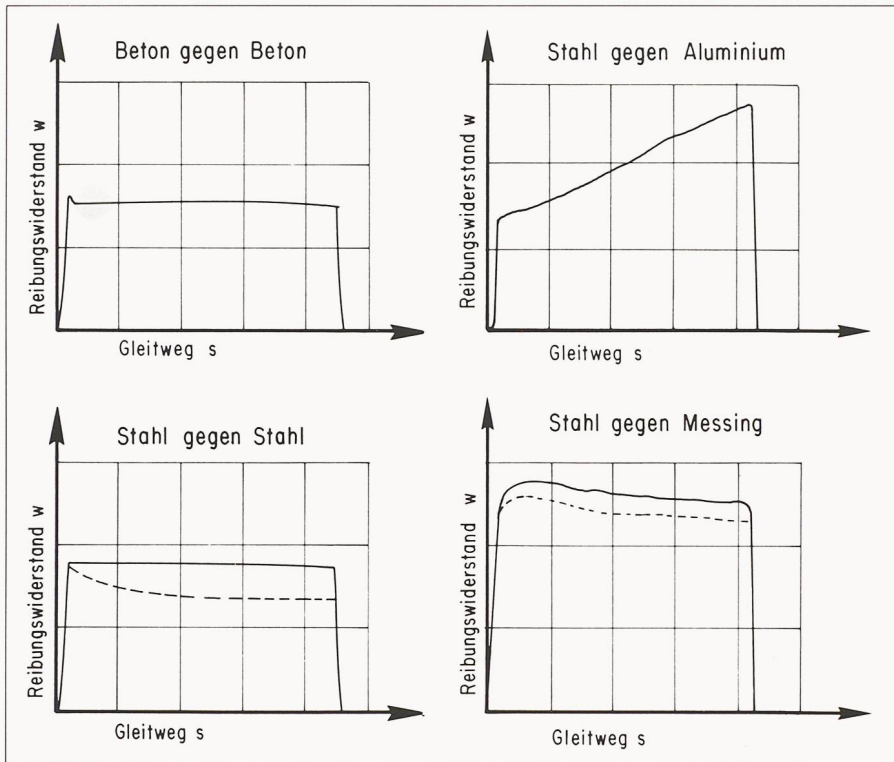 Beton gegen Beton
Reibungswiderstand w
Gleitweg s
Stahl gegen Aluminium
Reibungswiderstand w
Gleitweg s
Stahl gegen Stahl
Reibungswiderstand w
Gleitweg s
Stahl gegen Messing
Reibungswiderstand w
Gleitweg s